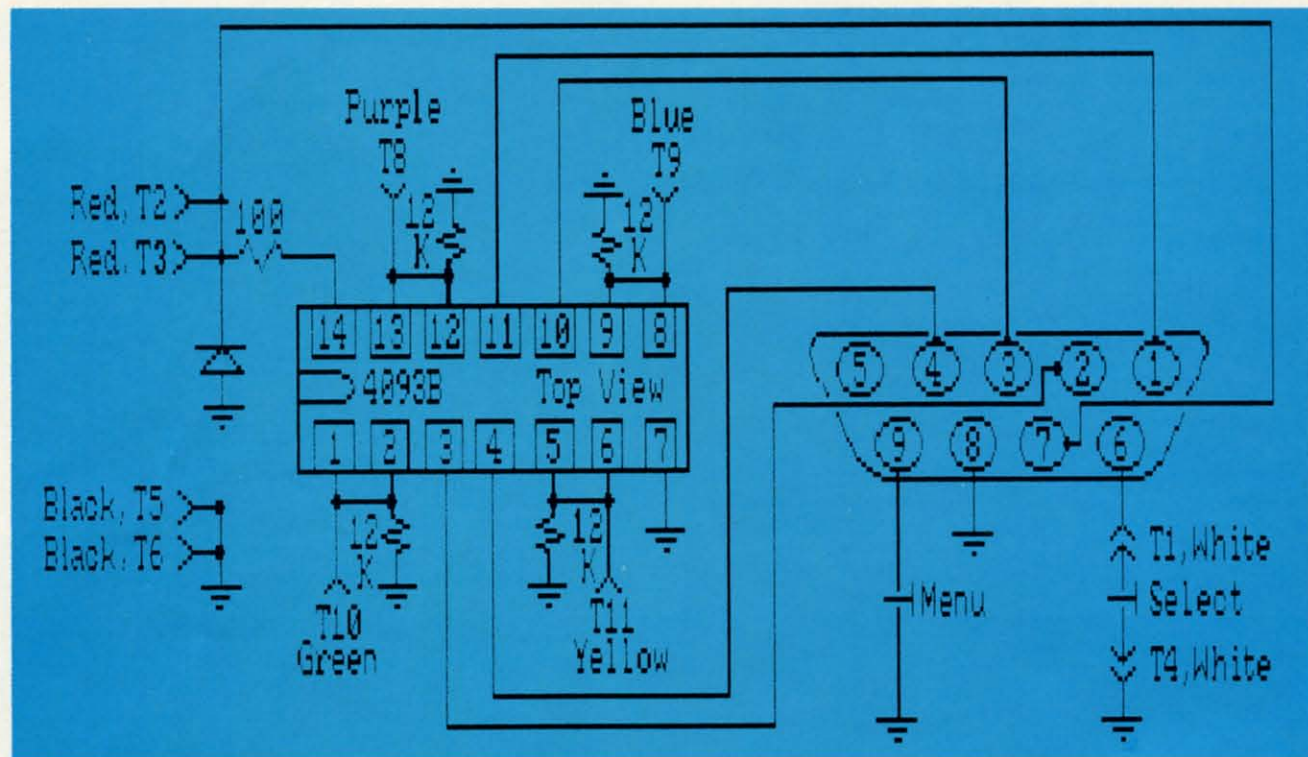 Purple
T8
Blue
T9
Red, T2
100
Red, T3
12
K
12
K
14 13 12 11 10 9 8
4093B Top View
1 2 3 4 5 6 7
5 4 3 2 1
9 8 7 6
Black, T5
Black, T6
12
K
12
K
T10
Green
T11
Yellow
Menu
T1, White
Select
T4, White